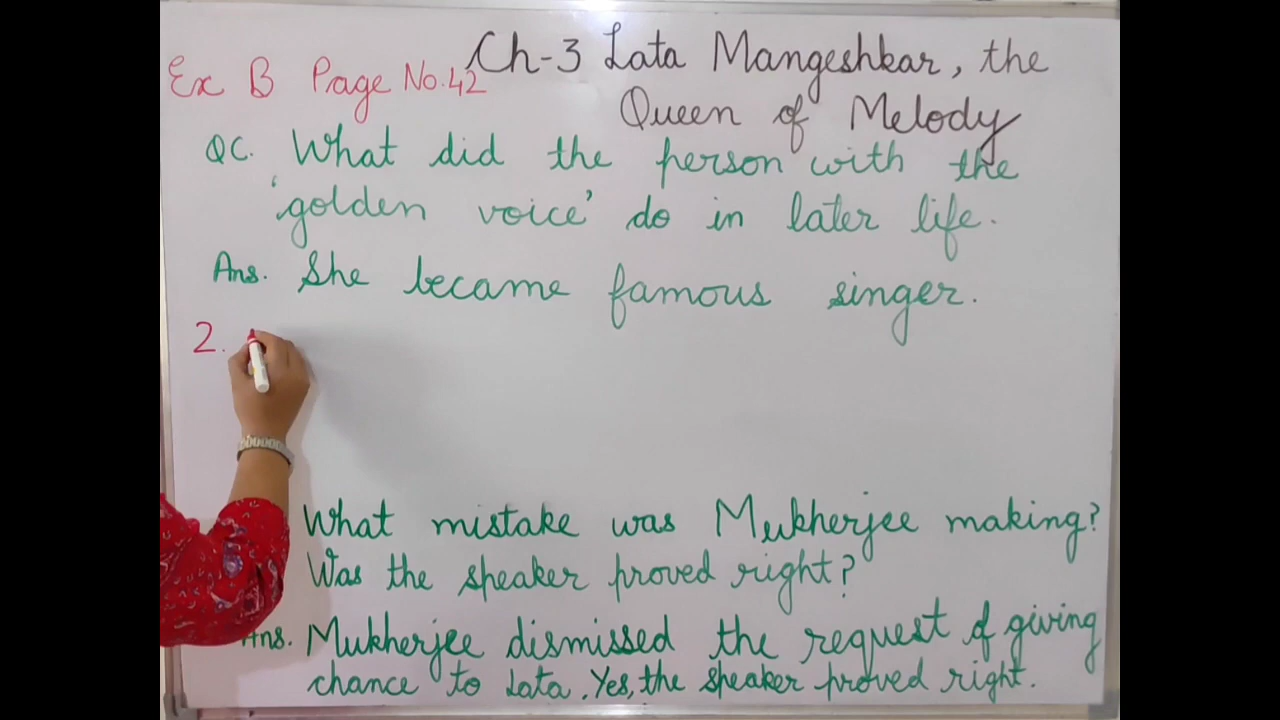 Ch-3 Lata Mangeshkar, the
Queen of Melody
Ex B Page No.42
QC. What did the person with the
'golden voice' do in later life.
Ans. She became famous singer.
2.
What mistake was Mukherjee making?
Was the speaker proved right?
Ans. Mukherjee dismissed the request of giving
chance to Lata. Yes, the speaker proved right.